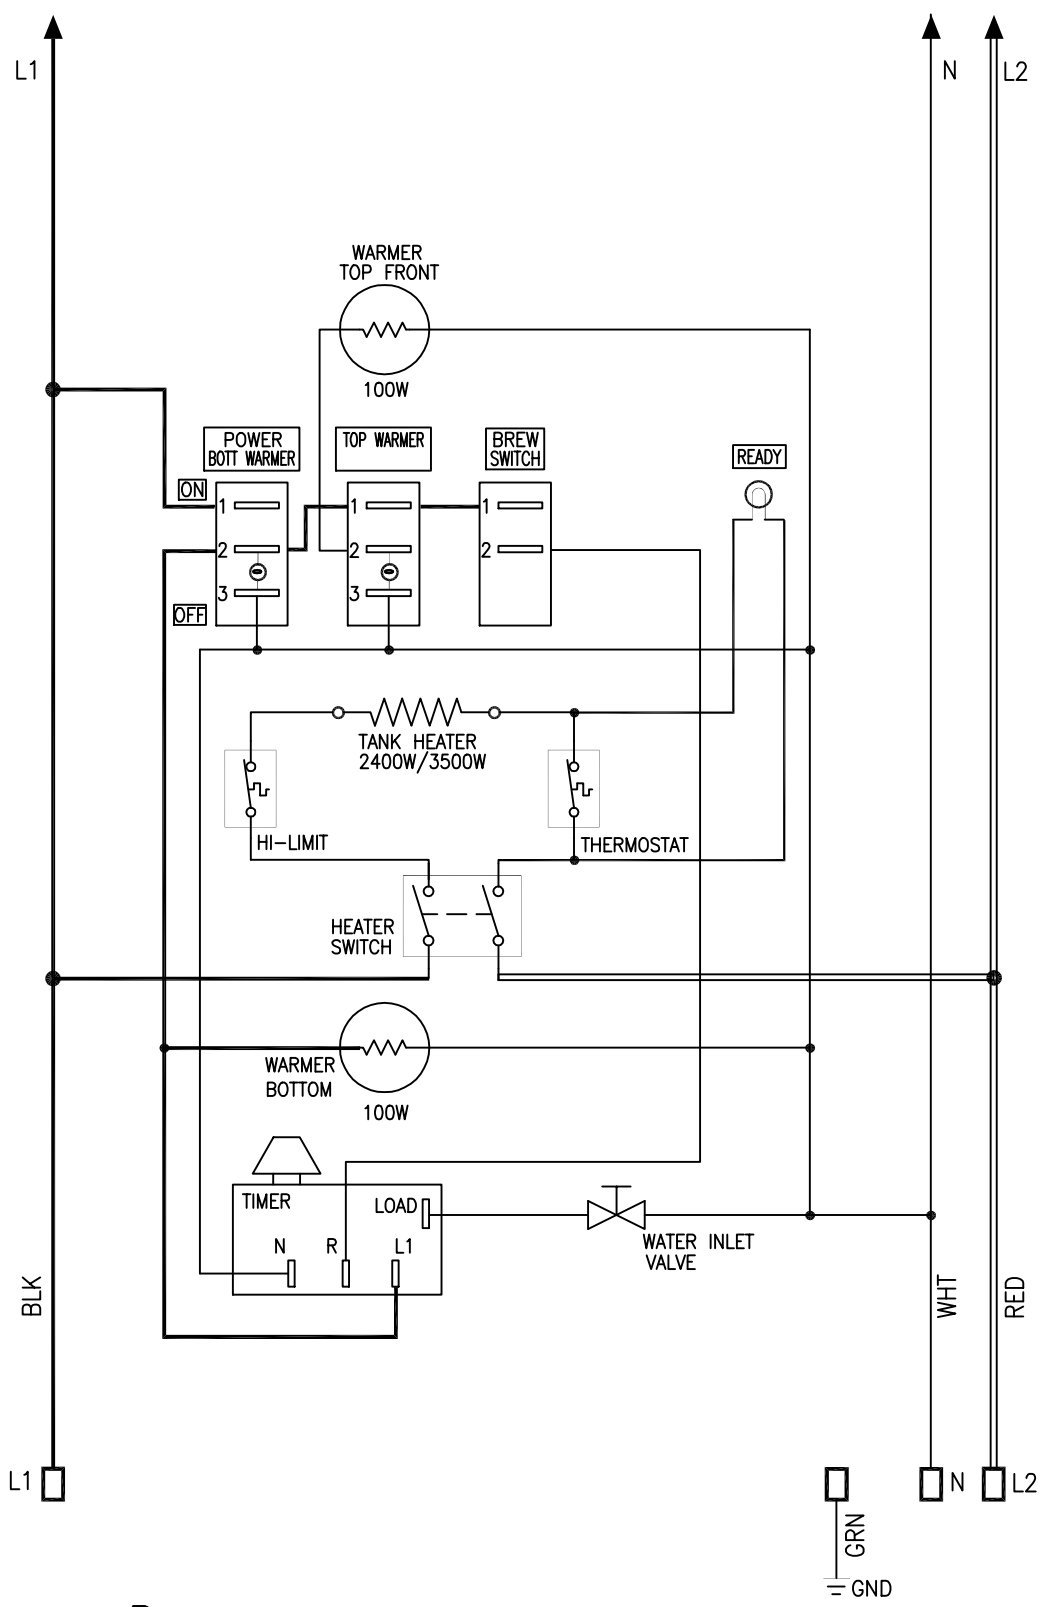 L1
N
L2
WARMER
TOP FRONT
100W
POWER
BOTT WARMER
TOP WARMER
BREW
SWITCH
READY
ON
1
1
1
2
2
2
3
3
OFF
TANK HEATER
2400W/3500W
HI-LIMIT
THERMOSTAT
HEATER
SWITCH
WARMER
BOTTOM
100W
TIMER
LOAD
N
R
L1
WATER INLET
VALVE
BLK
WHT
RED
L1
N
L2
GRN
GND